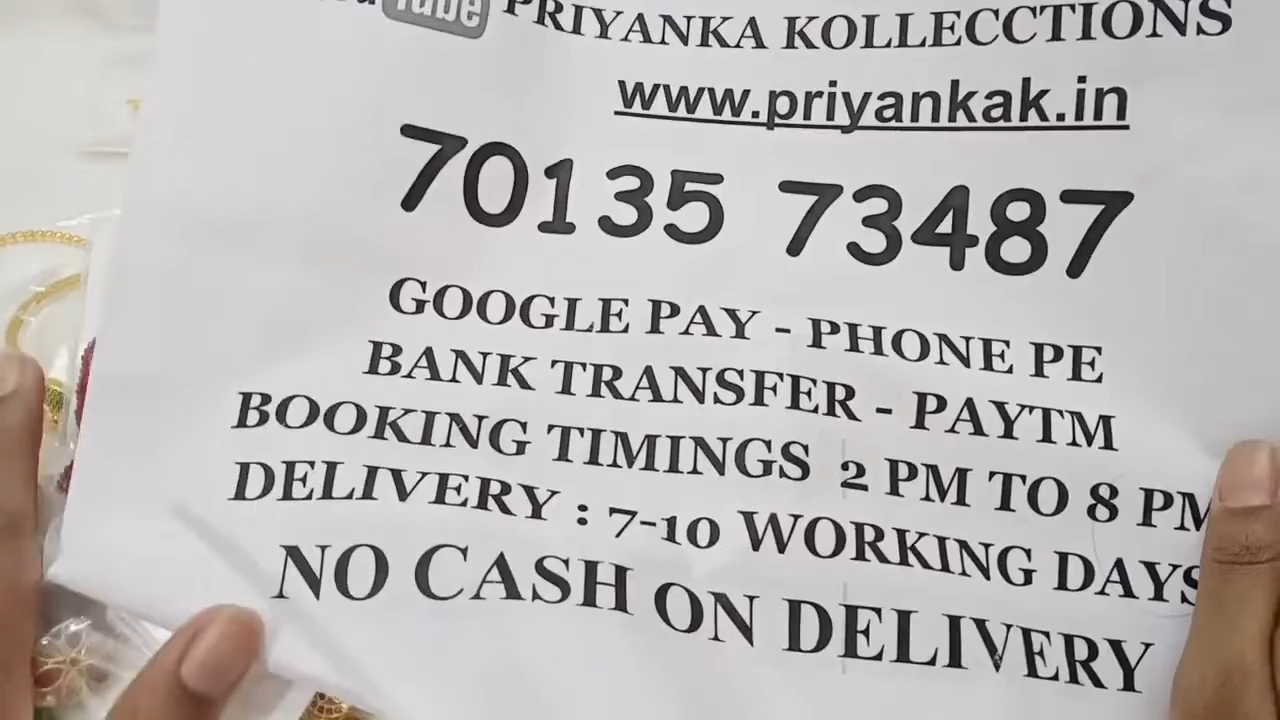 Tube PRIYANKA KOLLECCTIONS
www.priyankak.in
70135 73487
GOOGLE PAY - PHONE PE
BANK TRANSFER - PAYTM
BOOKING TIMINGS 2 PM TO 8 PM
DELIVERY : 7-10 WORKING DAYS
NO CASH ON DELIVERY